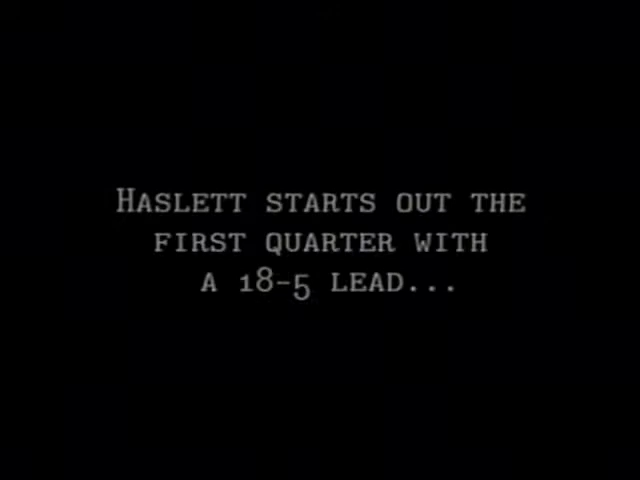 Haslett starts out the
first quarter with
a 18-5 lead...